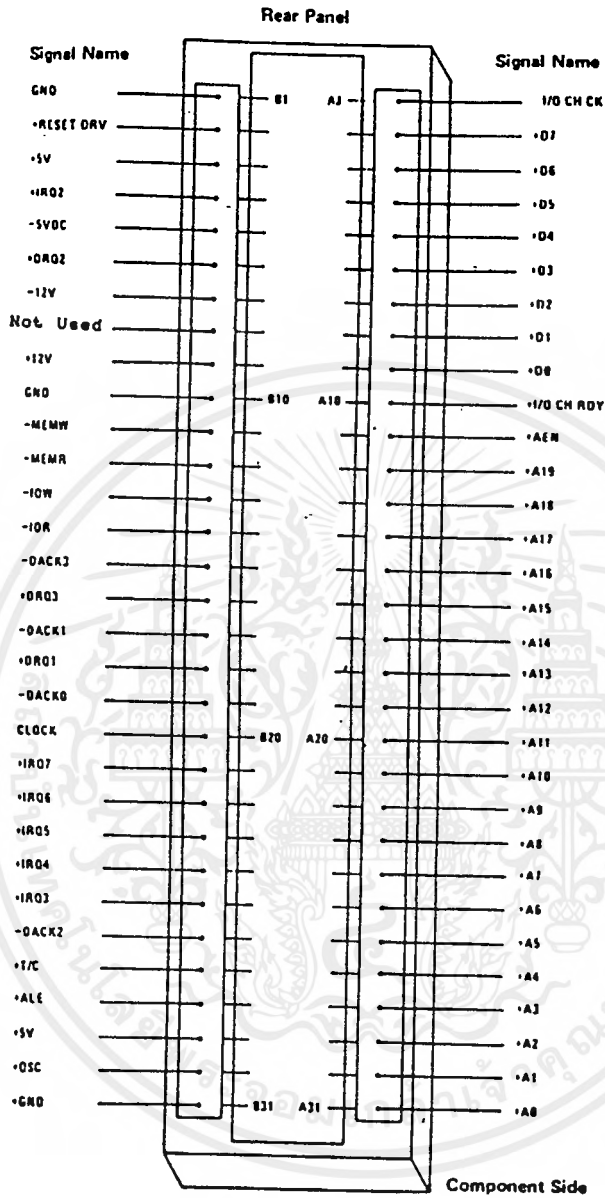 Rear Panel
Signal Name Signal Name
GND B1 A1 I/O CH CK
+RESET DRV +D7
+5V +D6
+IRQ2 +D5
-5VDC +D4
+DRQ2 +D3
-12V +D2
Not Used +D1
+12V +D0
GND B10 A10 +I/O CH RDY
-MEMW +AEN
-MEMR +A19
-IOW +A18
-IOR +A17
-DACK3 +A16
+DRQ3 +A15
-DACK1 +A14
+DRQ1 +A13
-DACK0 +A12
CLOCK B20 A20 +A11
+IRQ7 +A10
+IRQ6 +A9
+IRQ5 +A8
+IRQ4 +A7
+IRQ3 +A6
-DACK2 +A5
+T/C +A4
+ALE +A3
+5V +A2
+OSC +A1
+GND B31 A31 +A0
Component Side